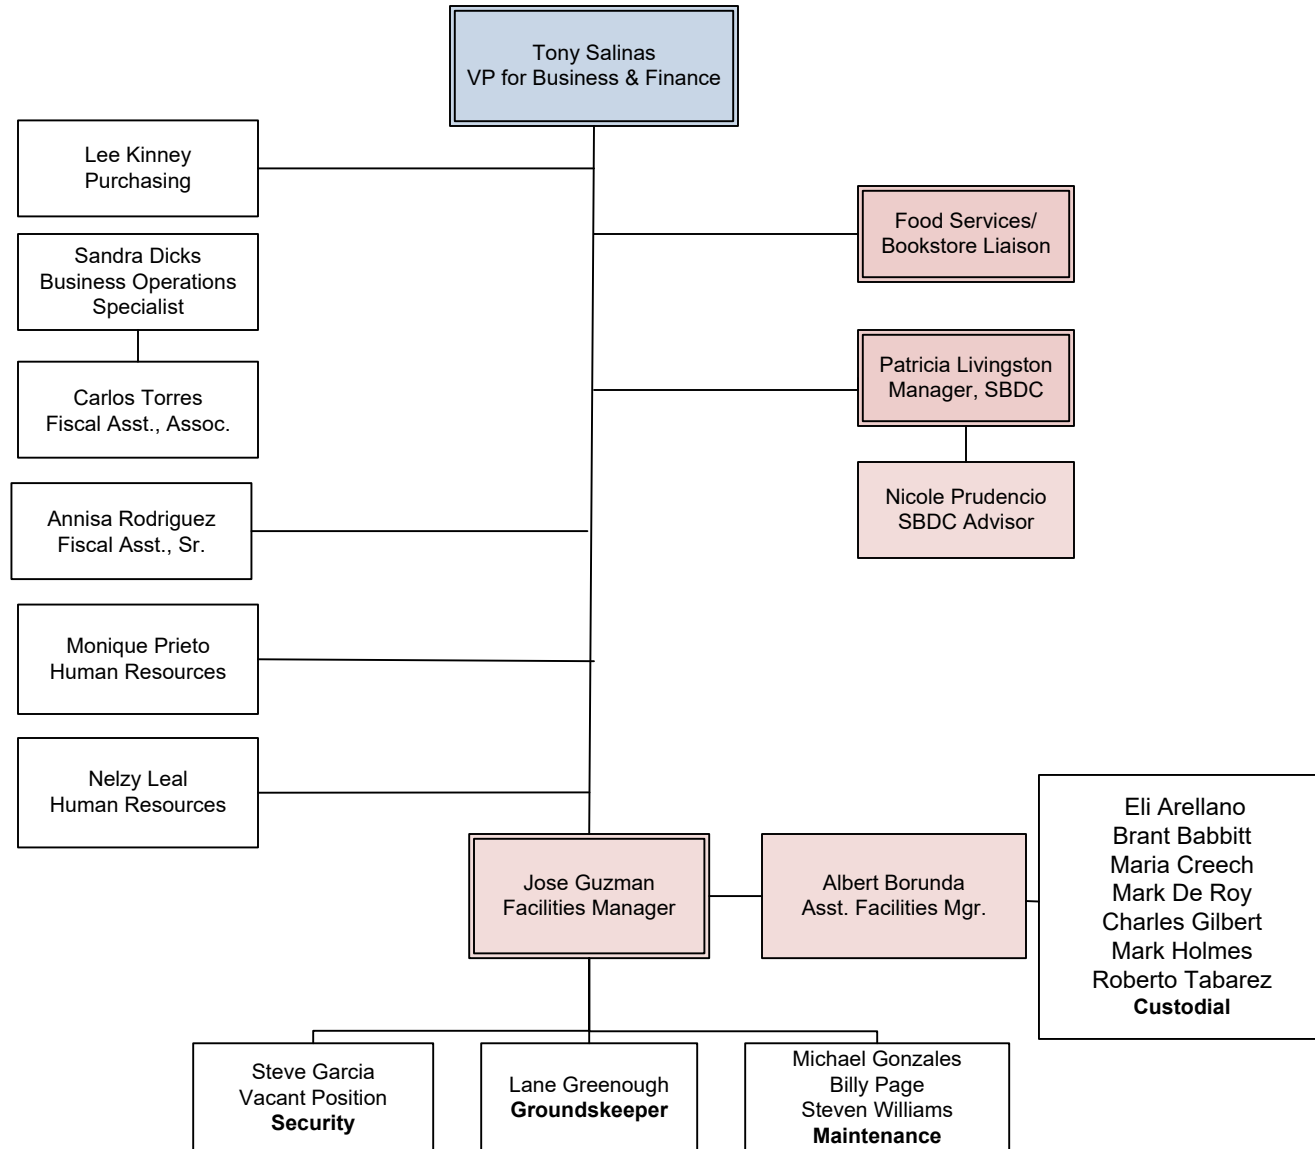 Tony Salinas
VP for Business & Finance
Lee Kinney
Purchasing
Food Services/
Bookstore Liaison
Sandra Dicks
Business Operations
Specialist
Patricia Livingston
Manager, SBDC
Carlos Torres
Fiscal Asst., Assoc.
Nicole Prudencio
SBDC Advisor
Annisa Rodriguez
Fiscal Asst., Sr.
Monique Prieto
Human Resources
Nelzy Leal
Human Resources
Jose Guzman
Facilities Manager
Albert Borunda
Asst. Facilities Mgr.
Eli Arellano
Brant Babbitt
Maria Creech
Mark De Roy
Charles Gilbert
Mark Holmes
Roberto Tabarez
Custodial
Steve Garcia
Vacant Position
Security
Lane Greenough
Groundskeeper
Michael Gonzales
Billy Page
Steven Williams
Maintenance